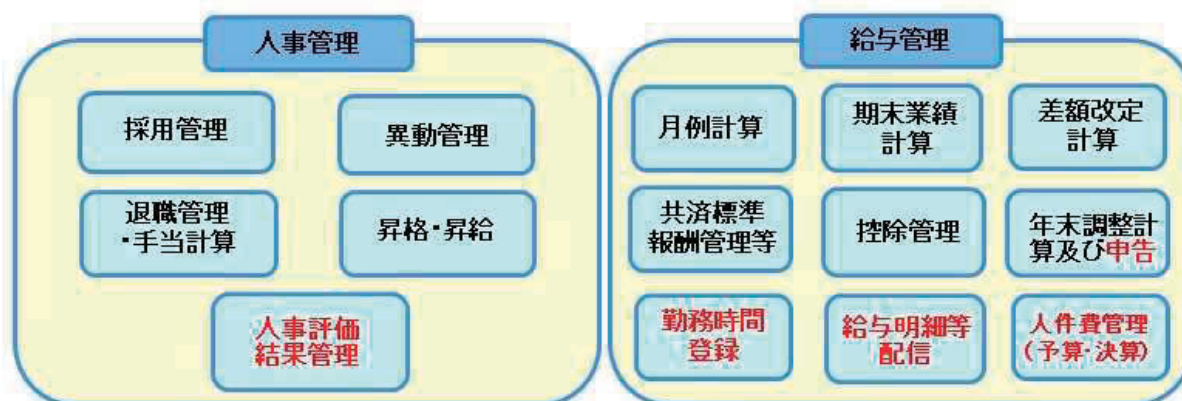 人事管理
採用管理
異動管理
退職管理
・手当計算
昇格・昇給
人事評価
結果管理
給与管理
月例計算
期末業績
計算
差額改定
計算
共済標準
報酬管理等
控除管理
年末調整計
算及び申告
勤務時間
登録
給与明細等
配信
人件費管理
(予算・決算)